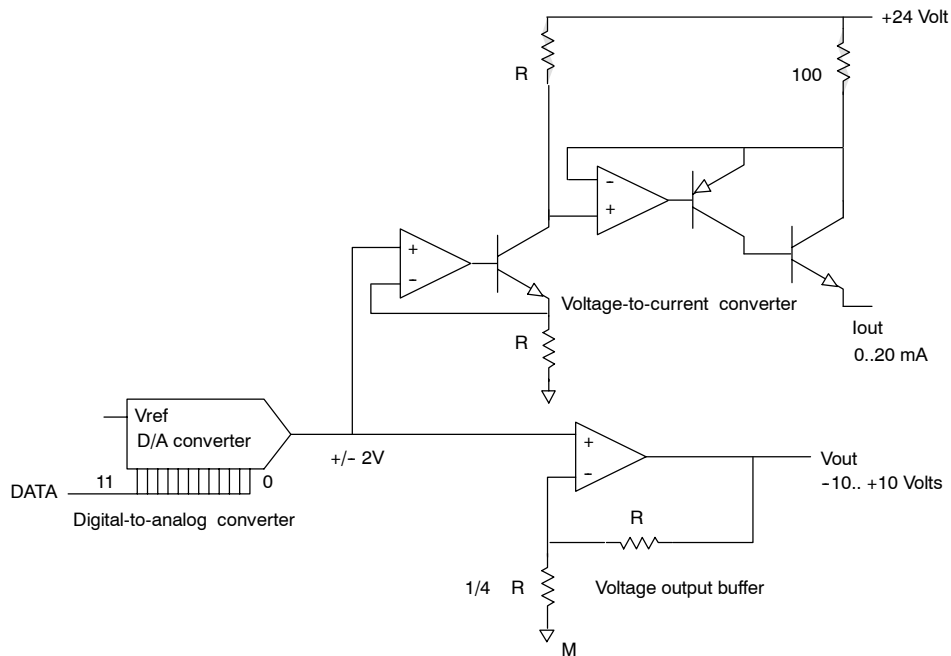 +24 Volt
R
100
-
+
+
-
Voltage-to-current converter
R
Iout
0..20 mA
Vref
D/A converter
+/- 2V
+
-
Vout
-10.. +10 Volts
DATA
11
0
Digital-to-analog converter
R
1/4 R
Voltage output buffer
M